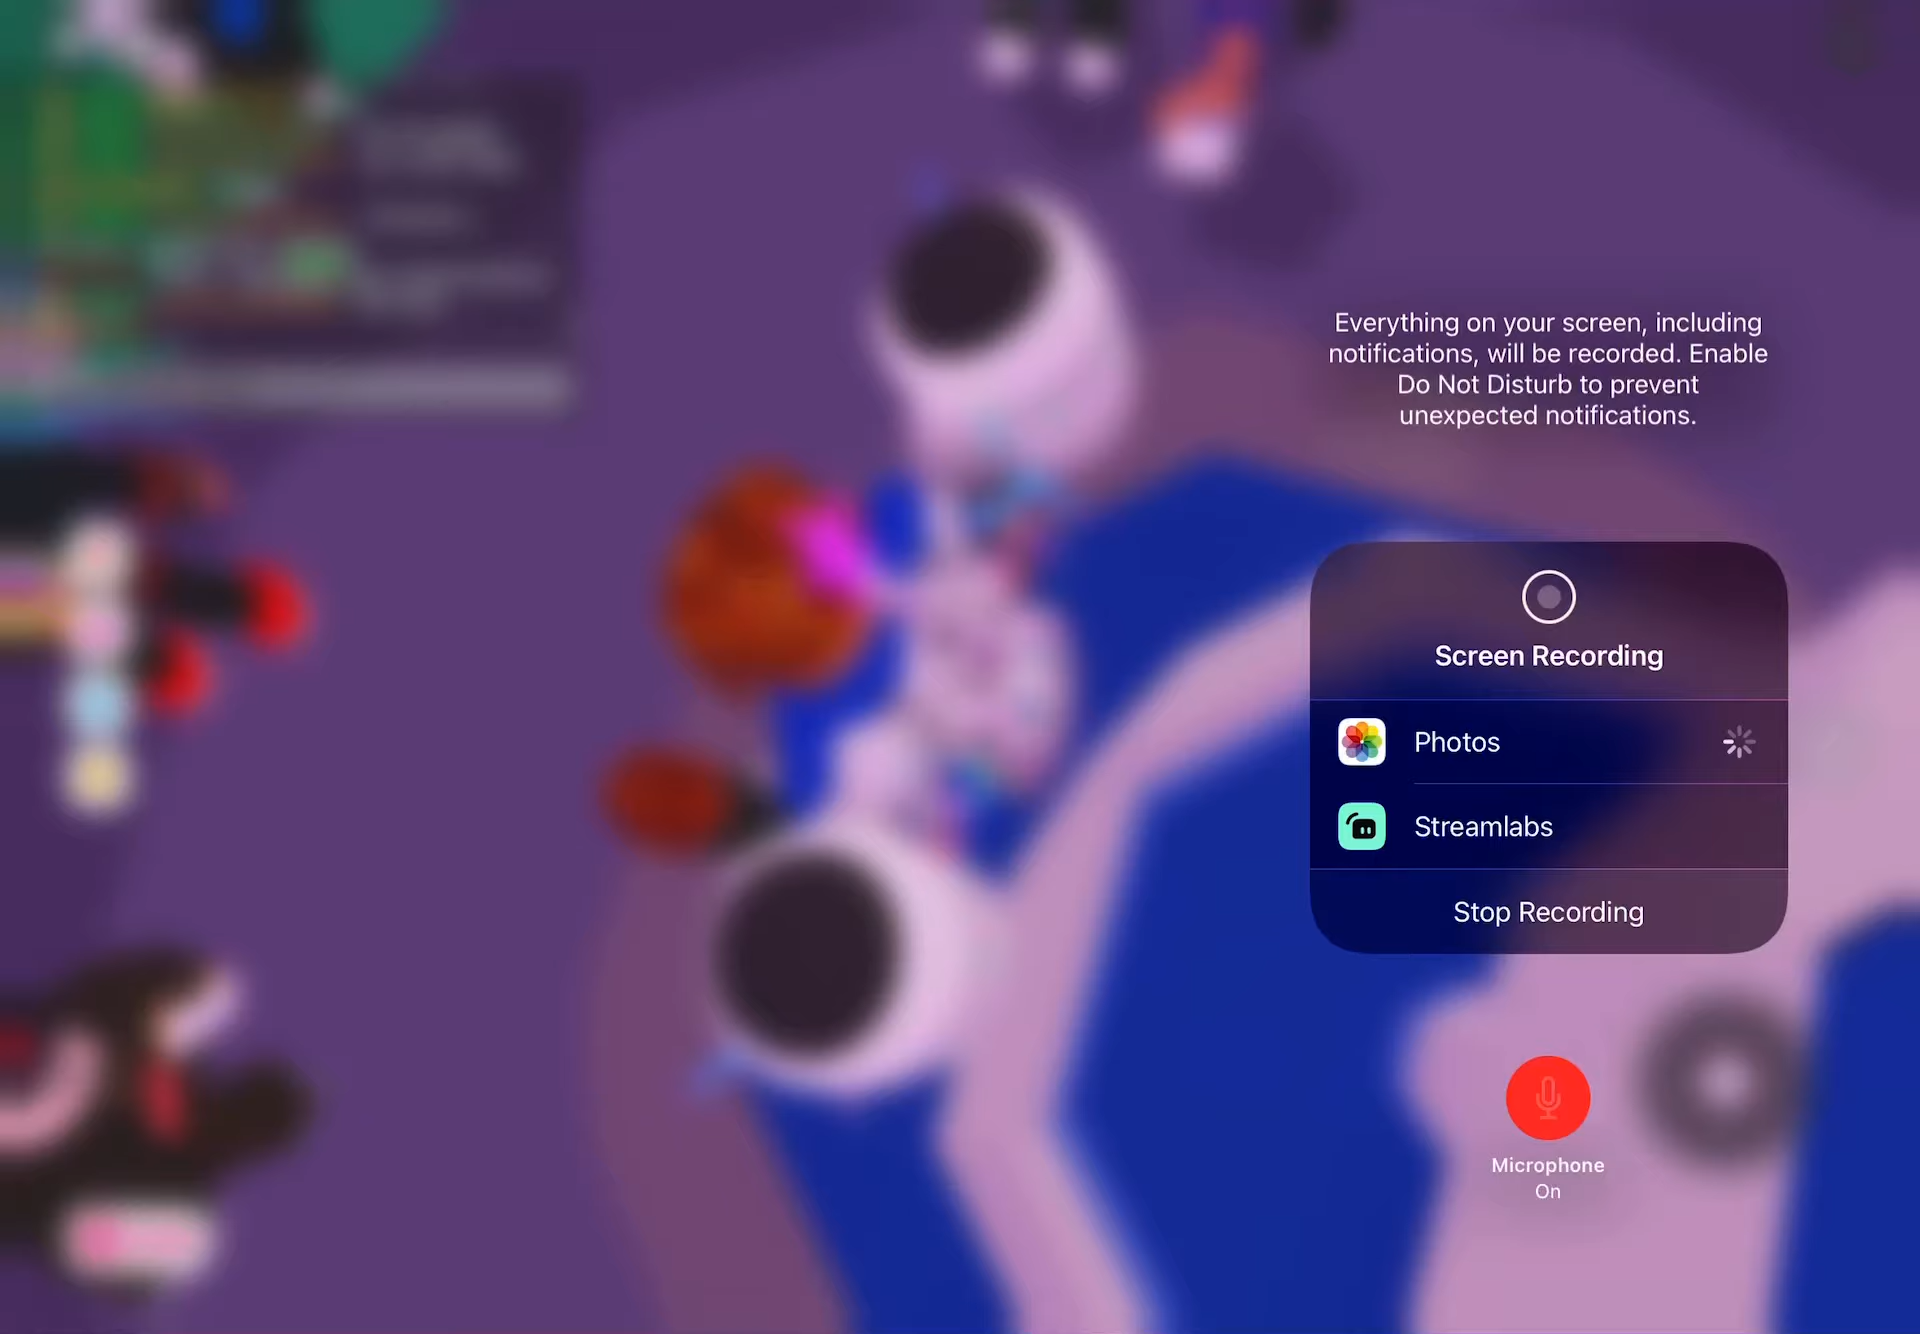 Everything on your screen, including
notifications, will be recorded. Enable
Do Not Disturb to prevent
unexpected notifications.
Screen Recording
Photos
Streamlabs
Stop Recording
Microphone
On